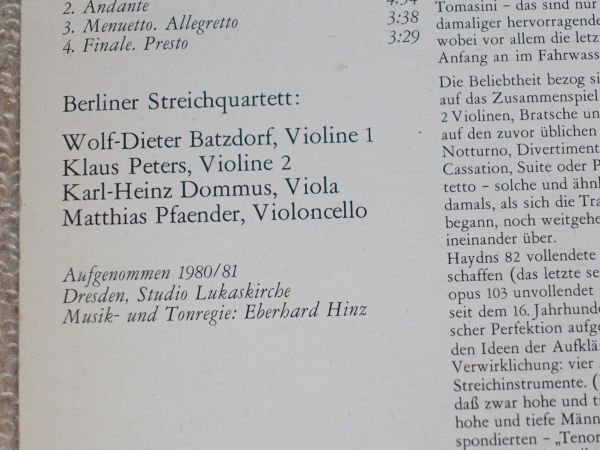 2. Andante 4:34
3. Menuetto. Allegretto 3:38
4. Finale. Presto 3:29
Berliner Streichquartett:
Wolf-Dieter Batzdorf, Violine 1
Klaus Peters, Violine 2
Karl-Heinz Dommus, Viola
Matthias Pfaender, Violoncello
Aufgenommen 1980/81
Dresden, Studio Lukaskirche
Musik- und Tonregie: Eberhard Hinz
Tomasini – das sind nur
damaliger hervorragende
wobei vor allem die letz
Anfang an im Fahrwass
Die Beliebtheit bezog si
auf das Zusammenspiel
2 Violinen, Bratsche un
auf den zuvor üblichen
Notturno, Divertiment
Cassation, Suite oder P
tetto – solche und ähnl
damals, als sich die Tra
begann, noch weitgehe
ineinander über.
Haydns 82 vollendete
schaffen (das letzte se
opus 103 unvollendet
seit dem 16. Jahrhunde
scher Perfektion aufge
den Ideen der Aufklä
Verwirklichung: vier
Streichinstrumente. (
daß zwar hohe und ti
hohe und tiefe Männ
spondierten – „Tenor